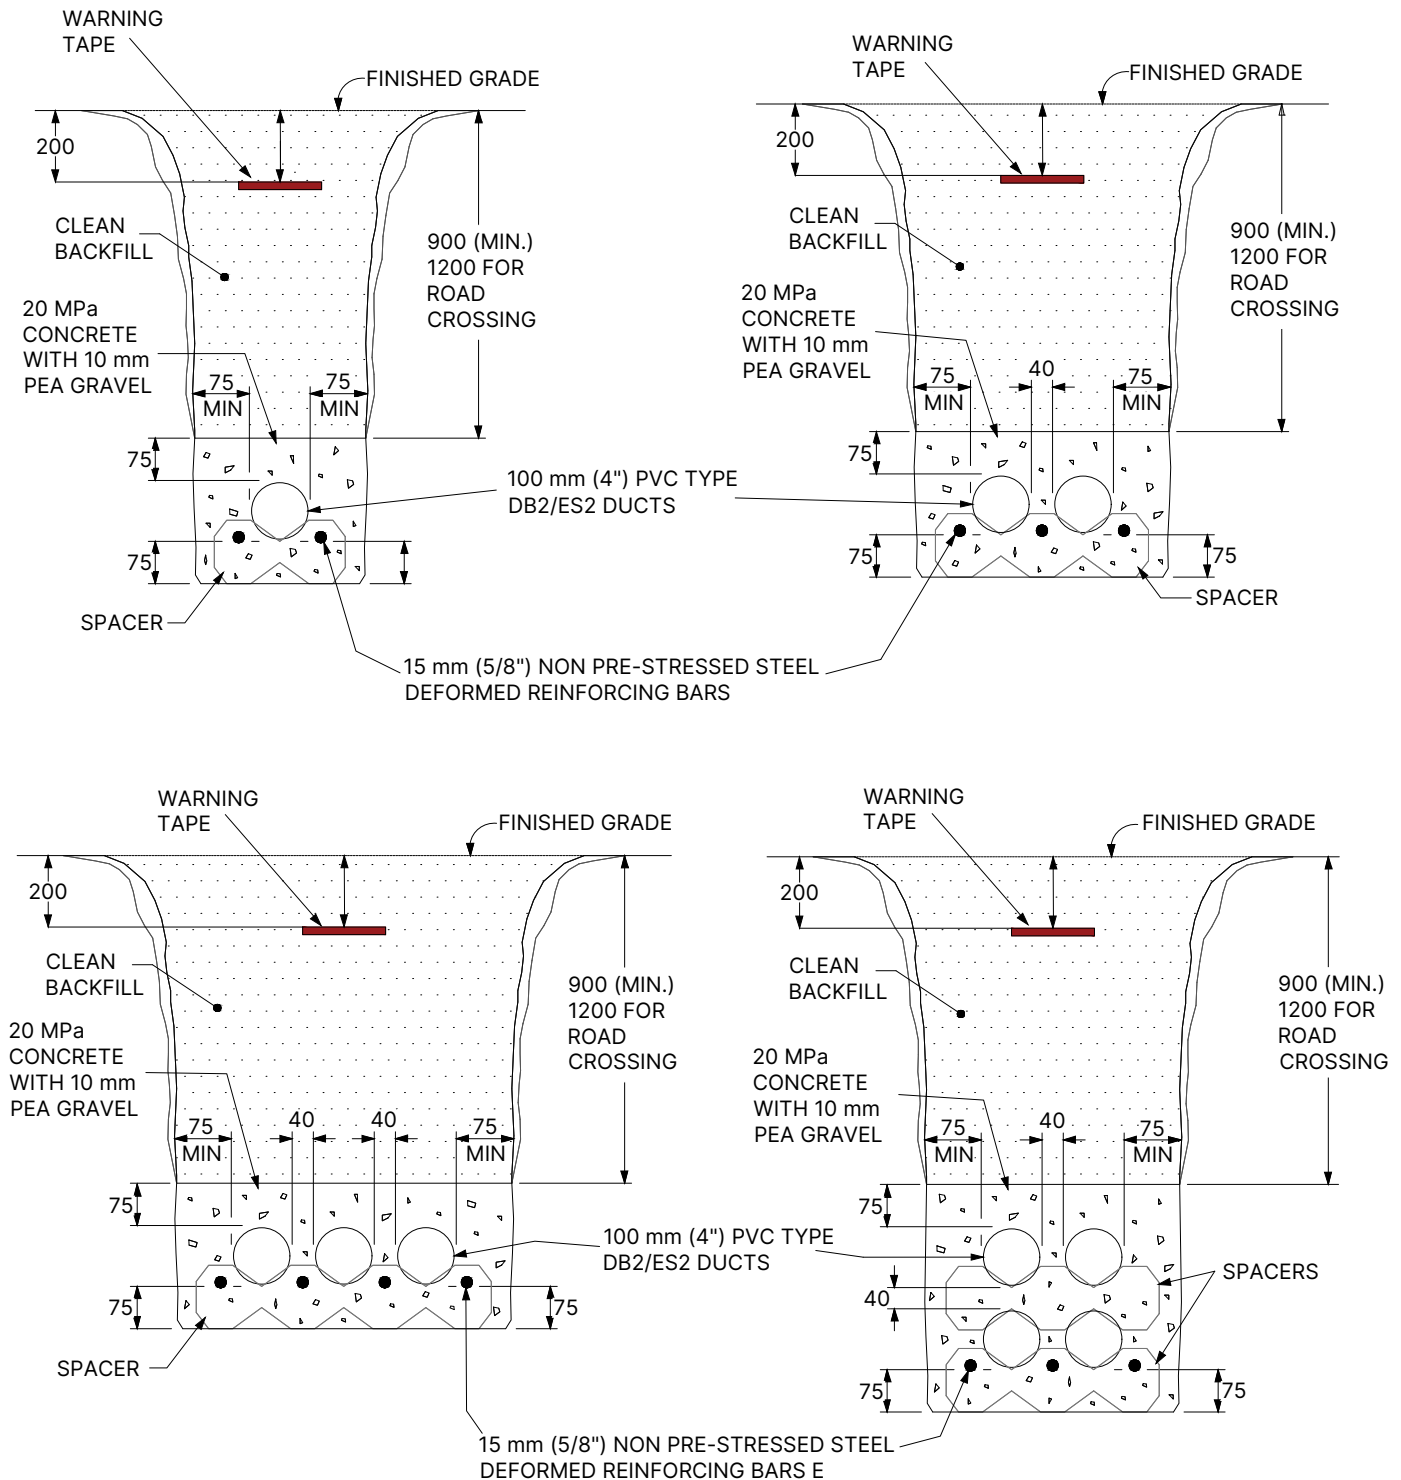 WARNING
TAPE
FINISHED GRADE
200
CLEAN
BACKFILL
900 (MIN.)
1200 FOR
ROAD
CROSSING
20 MPa
CONCRETE
WITH 10 mm
PEA GRAVEL
75
MIN
75
MIN
75
75
SPACER
WARNING
TAPE
FINISHED GRADE
200
CLEAN
BACKFILL
900 (MIN.)
1200 FOR
ROAD
CROSSING
20 MPa
CONCRETE
WITH 10 mm
PEA GRAVEL
75
MIN
40
75
MIN
75
75
75
SPACER
100 mm (4") PVC TYPE
DB2/ES2 DUCTS
15 mm (5/8") NON PRE-STRESSED STEEL
DEFORMED REINFORCING BARS
WARNING
TAPE
FINISHED GRADE
200
CLEAN
BACKFILL
900 (MIN.)
1200 FOR
ROAD
CROSSING
20 MPa
CONCRETE
WITH 10 mm
PEA GRAVEL
75
MIN
40
40
75
MIN
75
75
75
SPACER
WARNING
TAPE
FINISHED GRADE
200
CLEAN
BACKFILL
900 (MIN.)
1200 FOR
ROAD
CROSSING
20 MPa
CONCRETE
WITH 10 mm
PEA GRAVEL
75
MIN
40
75
MIN
75
40
75
75
SPACERS
100 mm (4") PVC TYPE
DB2/ES2 DUCTS
15 mm (5/8") NON PRE-STRESSED STEEL
DEFORMED REINFORCING BARS E